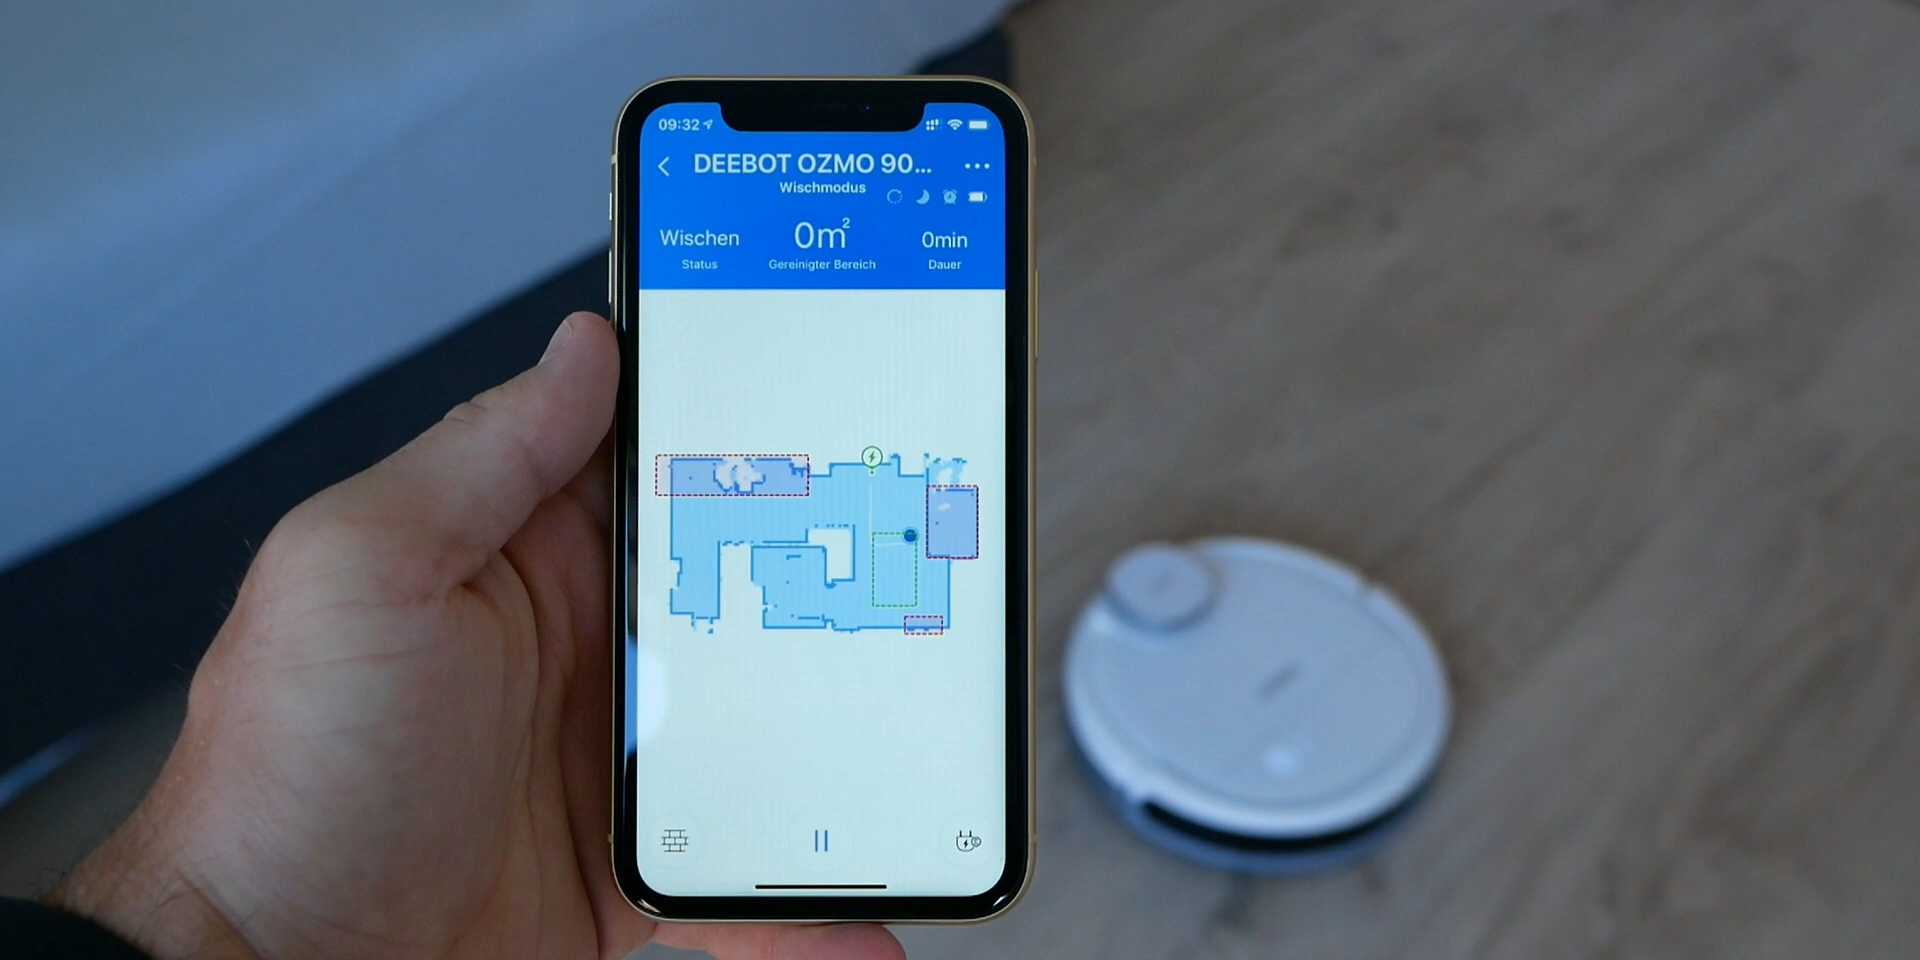 09:32
DEEBOT OZMO 90...
Wischmodus
Wischen
0m²
0min
Status
Gereinigter Bereich
Dauer